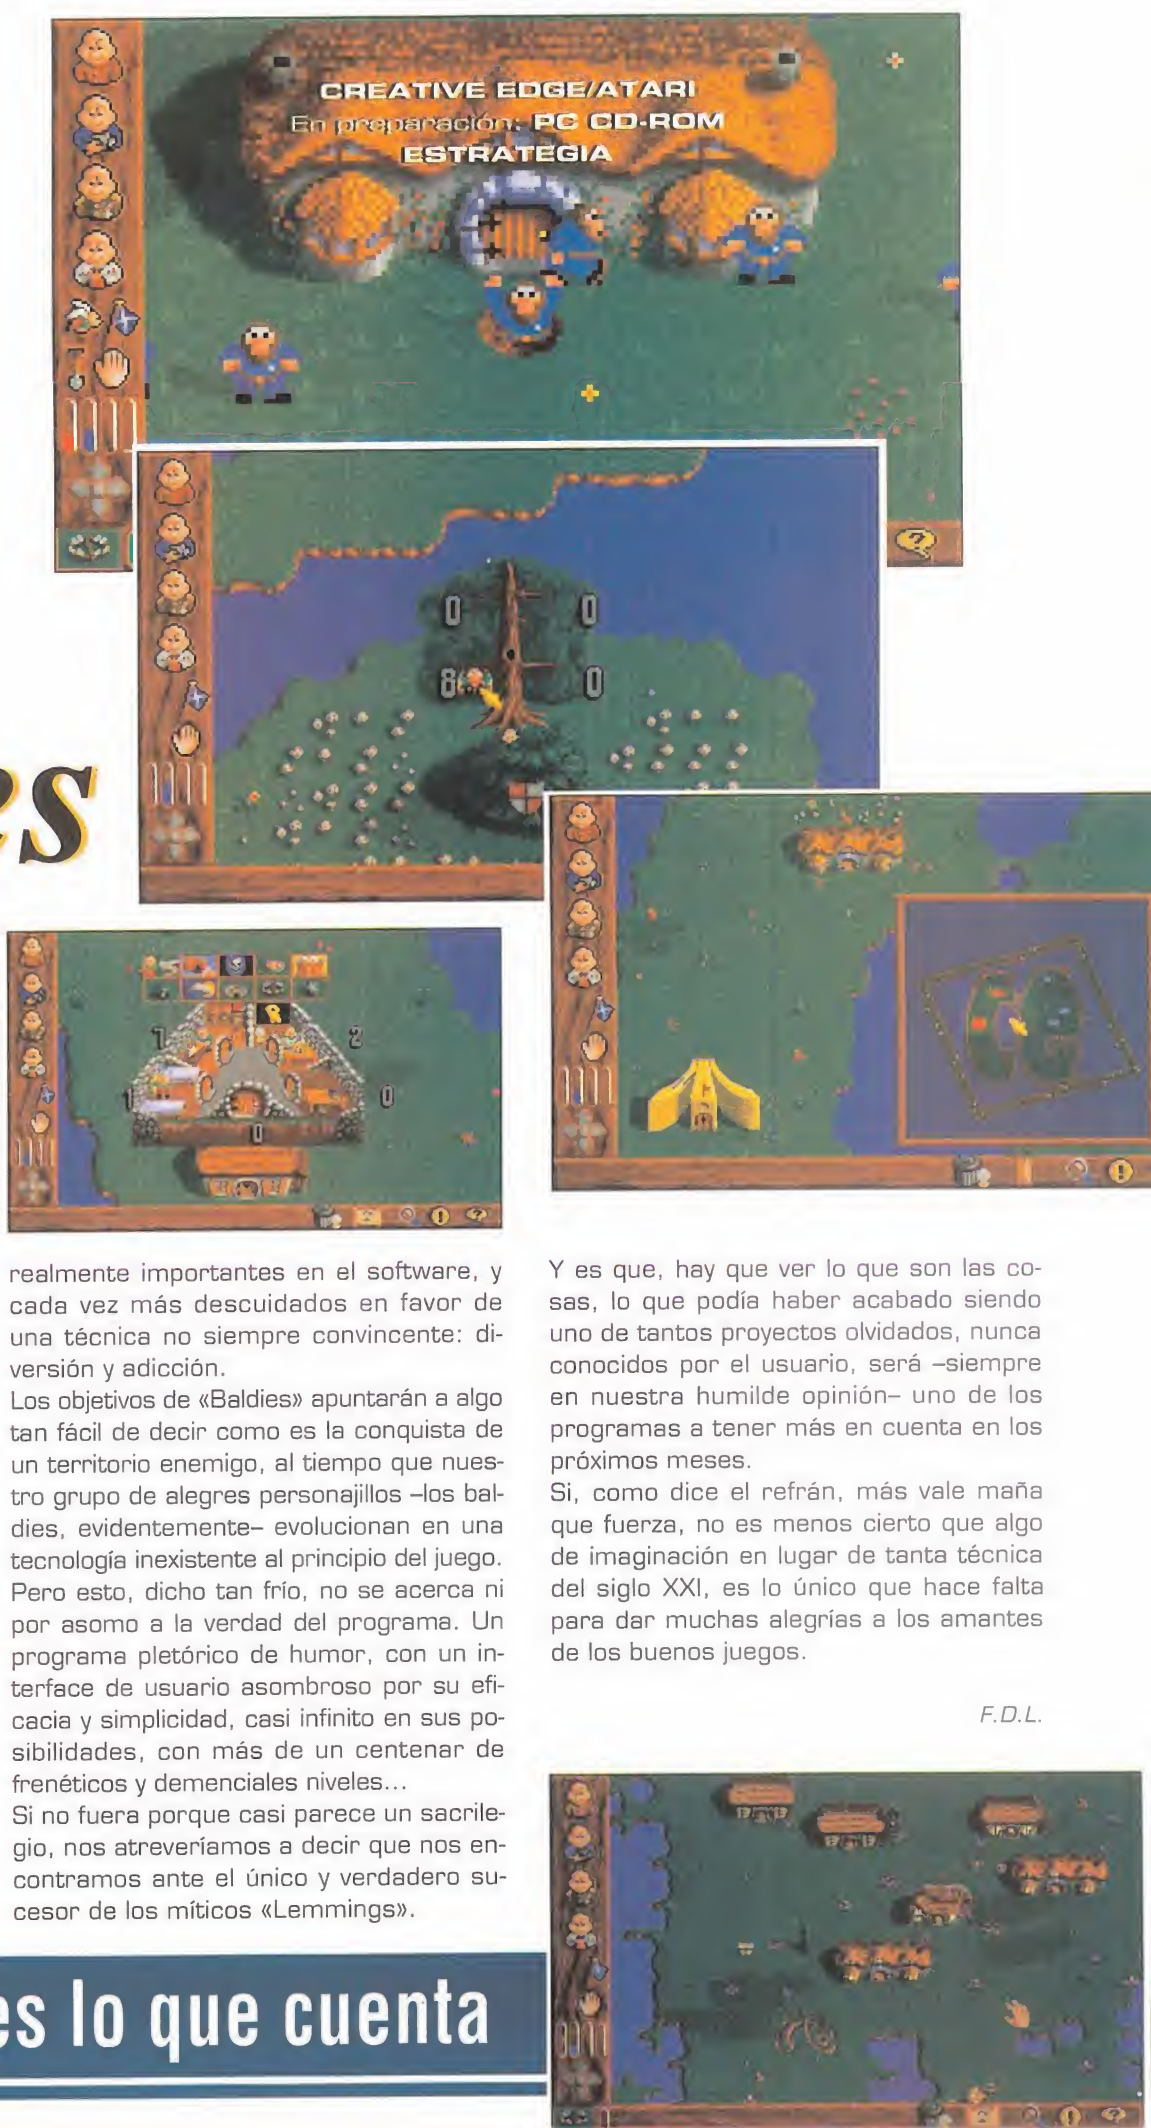 CREATIVE EDGE/ATARI
En preparación: PC CD-ROM
ESTRATEGIA
es
0 0
8 0
7 2
1 0
0
realmente importantes en el software, y
cada vez más descuidados en favor de
una técnica no siempre convincente: di-
versión y adicción.
Los objetivos de «Baldies» apuntarán a algo
tan fácil de decir como es la conquista de
un territorio enemigo, al tiempo que nues-
tro grupo de alegres personajillos –los bal-
dies, evidentemente– evolucionan en una
tecnología inexistente al principio del juego.
Pero esto, dicho tan frío, no se acerca ni
por asomo a la verdad del programa. Un
programa pletórico de humor, con un in-
terface de usuario asombroso por su efi-
cacia y simplicidad, casi infinito en sus po-
sibilidades, con más de un centenar de
frenéticos y demenciales niveles...
Si no fuera porque casi parece un sacrile-
gio, nos atreveríamos a decir que nos en-
contramos ante el único y verdadero su-
cesor de los míticos «Lemmings».
Y es que, hay que ver lo que son las co-
sas, lo que podía haber acabado siendo
uno de tantos proyectos olvidados, nunca
conocidos por el usuario, será –siempre
en nuestra humilde opinión– uno de los
programas a tener más en cuenta en los
próximos meses.
Si, como dice el refrán, más vale maña
que fuerza, no es menos cierto que algo
de imaginación en lugar de tanta técnica
del siglo XXI, es lo único que hace falta
para dar muchas alegrías a los amantes
de los buenos juegos.
F.D.L.
es lo que cuenta